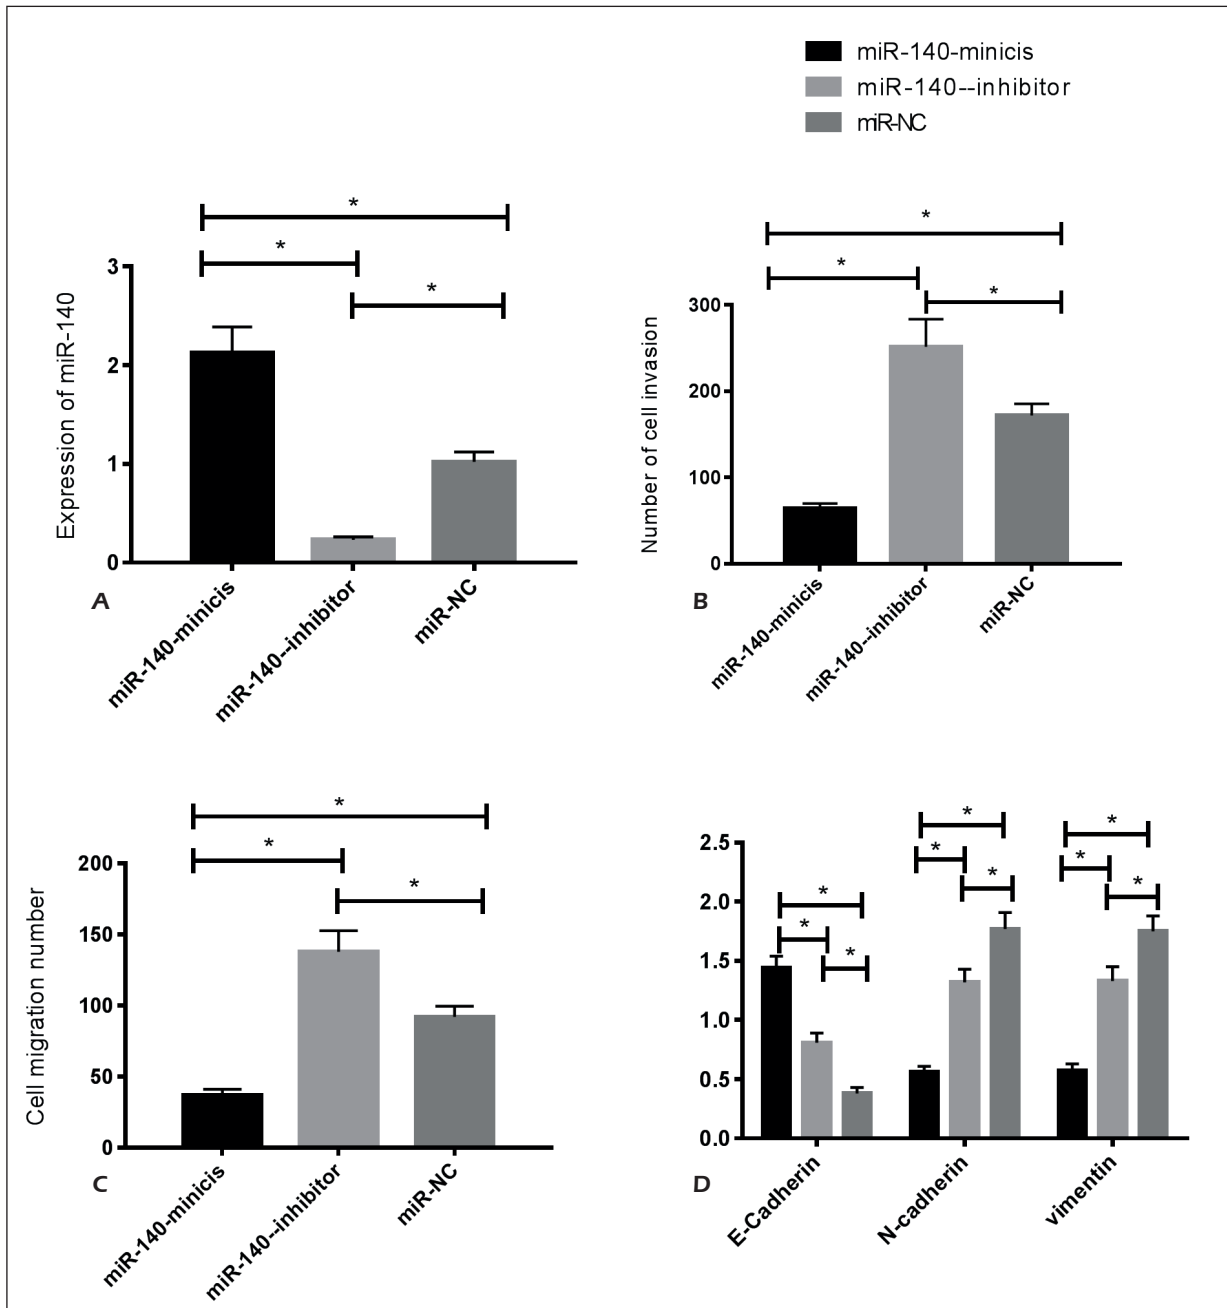 miR-140-minicis
miR-140--inhibitor
miR-NC
*
*
*
3
2
1
0
Expression of miR-140
miR-140-minicis
miR-140--inhibitor
miR-NC
A
*
*
*
300
200
100
0
Number of cell invasion
miR-140-minicis
miR-140--inhibitor
miR-NC
B
*
*
*
200
150
100
50
0
Cell migration number
miR-140-minicis
miR-140--inhibitor
miR-NC
C
*
*
*
*
*
*
*
*
*
2.5
2.0
1.5
1.0
0.5
0.0
E-Cadherin
N-cadherin
vimentin
D